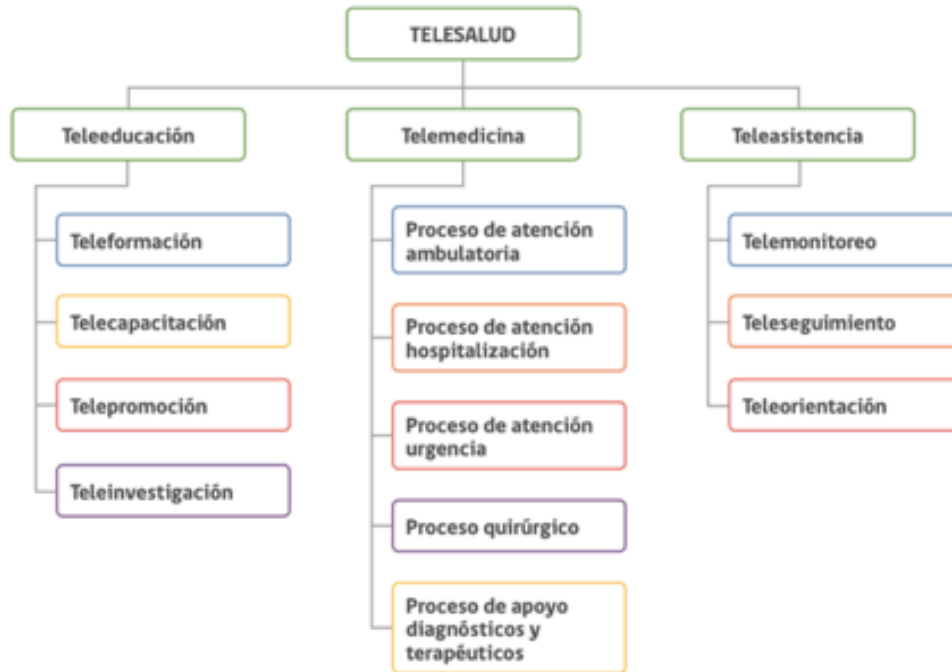 TELESALUD
Teleeducación
Telemedicina
Teleasistencia
Teleformación
Telecapacitación
Telepromoción
Teleinvestigación
Proceso de atención
ambulatoria
Proceso de atención
hospitalización
Proceso de atención
urgencia
Proceso quirúrgico
Proceso de apoyo
diagnósticos y
terapéuticos
Telemonitoreo
Teleseguimiento
Teleorientación